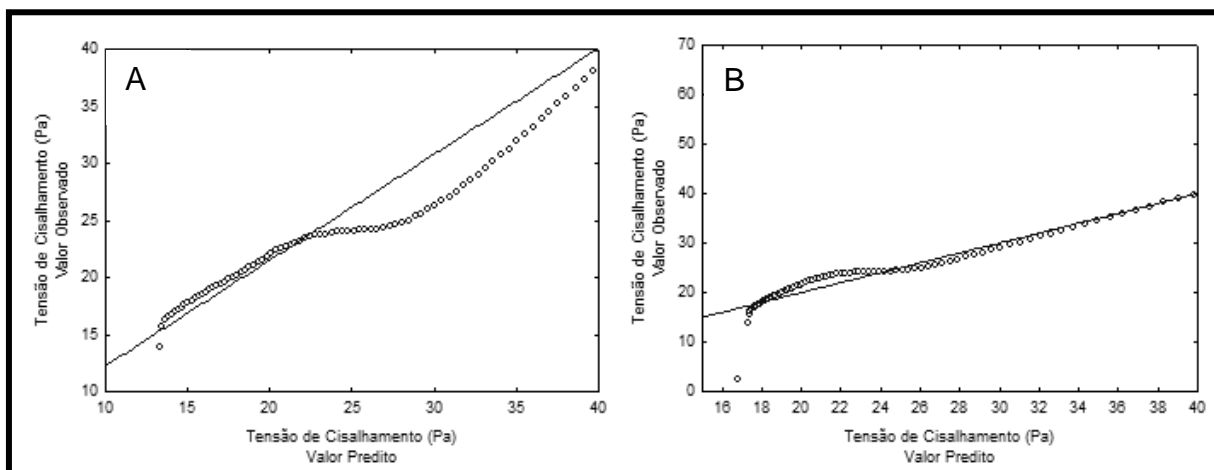 A
Tensão de Cisalhamento (Pa)
Valor Observado
40
35
30
25
20
15
10
10 15 20 25 30 35 40
Tensão de Cisalhamento (Pa)
Valor Predito
B
Tensão de Cisalhamento (Pa)
Valor Observado
70
60
50
40
30
20
10
0
16 18 20 22 24 26 28 30 32 34 36 38 40
Tensão de Cisalhamento (Pa)
Valor Predito